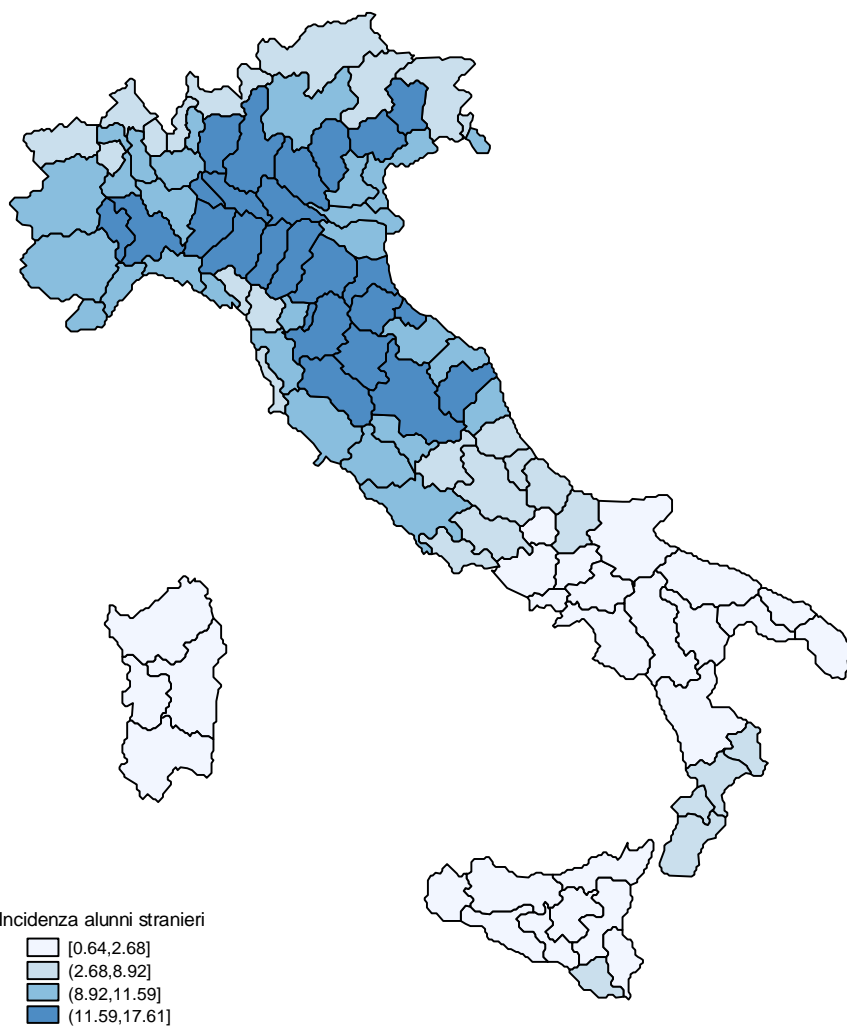 Incidenza alunni stranieri
[0.64,2.68]
(2.68,8.92]
(8.92,11.59]
(11.59,17.61]